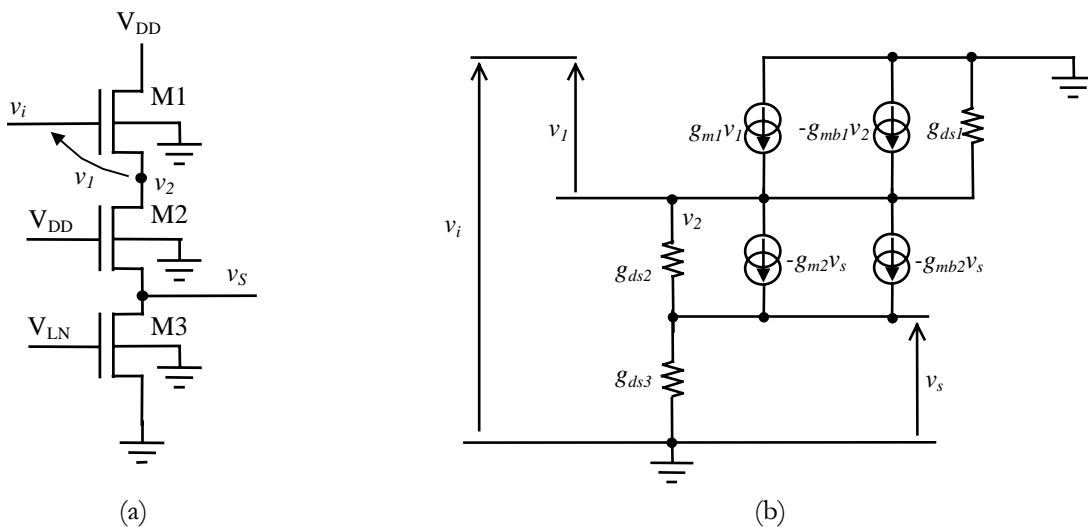 V_DD
M1
v_i
v_1
v_2
M2
V_DD
v_S
V_LN
M3
(a)
v_i
v_1
g_m1v_1
-g_mb1v_2
g_ds1
v_2
g_ds2
-g_m2v_s
-g_mb2v_s
g_ds3
v_s
(b)